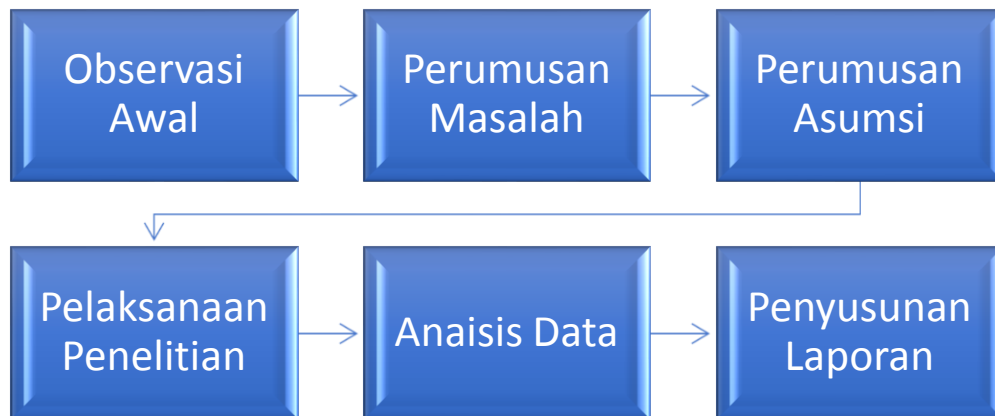 Observasi
Awal
Perumusan
Masalah
Perumusan
Asumsi
Pelaksanaan
Penelitian
Anaisis Data
Penyusunan
Laporan